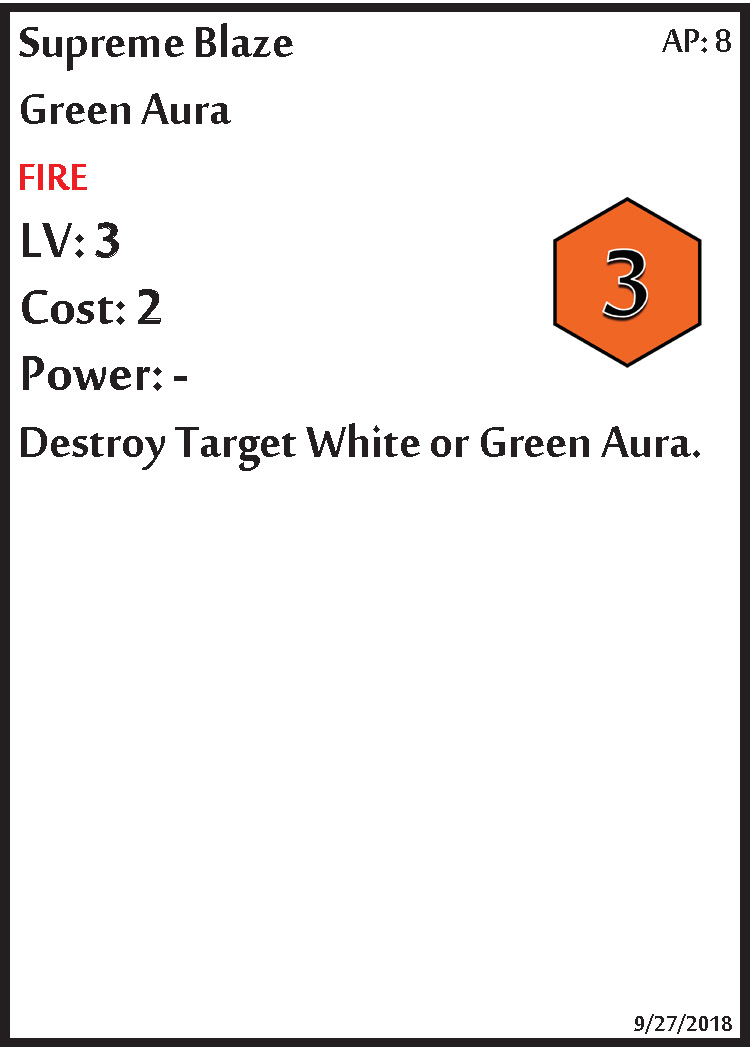 Supreme Blaze
AP: 8
Green Aura
FIRE
LV: 3
3
Cost: 2
Power: -
Destroy Target White or Green Aura.
9/27/2018